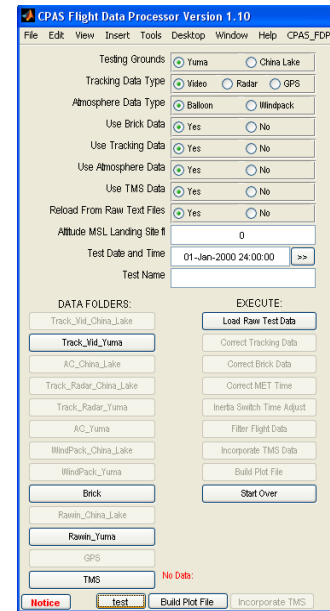 CPAS Flight Data Processor Version 1.10
File Edit View Insert Tools Desktop Window Help CPAS_FDP
Testing Grounds Yuma China Lake
Tracking Data Type Video Radar GPS
Atmosphere Data Type Balloon Windpack
Use Brick Data Yes No
Use Tracking Data Yes No
Use Atmosphere Data Yes No
Use TMS Data Yes No
Reload From Raw Text Files Yes No
Altitude MSL Landing Site ft 0
Test Date and Time 01-Jan-2000 24:00:00 >>
Test Name
DATA FOLDERS: EXECUTE:
Track_Vid_China_Lake Load Raw Test Data
Track_Vid_Yuma Correct Tracking Data
AC_China_Lake Correct Brick Data
Track_Radar_China_Lake Correct MET Time
Track_Radar_Yuma Inertia Switch Time Adjust
AC_Yuma Filter Flight Data
WindPack_China_Lake Incorporate TMS Data
WindPack_Yuma Build Plot File
Brick Start Over
Rawin_China_Lake
Rawin_Yuma
GPS
TMS No Data:
Notice test Build Plot File Incorporate TMS